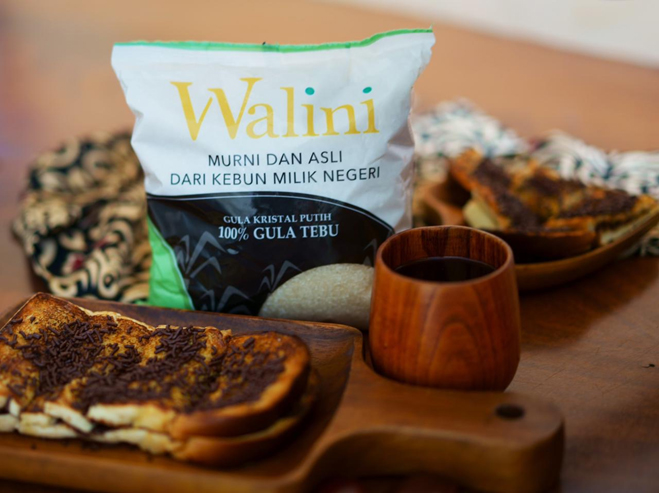 Walini
MURNI DAN ASLI
DARI KEBUN MILIK NEGERI
GULA KRISTAL PUTIH
100% GULA TEBU